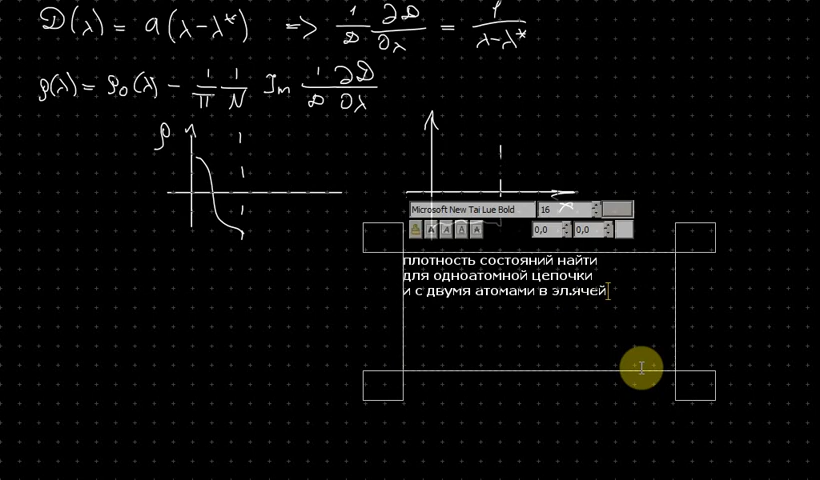 D(λ) = a(λ-λ*) => 1/D ∂D/∂λ = 1/(λ-λ*)
ρ(λ) = ρ₀(λ) - 1/π 1/N Im 1/D ∂D/∂λ
ρ
x
Microsoft New Tai Lue Bold 16
A A A A 0,0 0,0
плотность состояний найти
для одноатомной цепочки
и с двумя атомами в эл.ячей